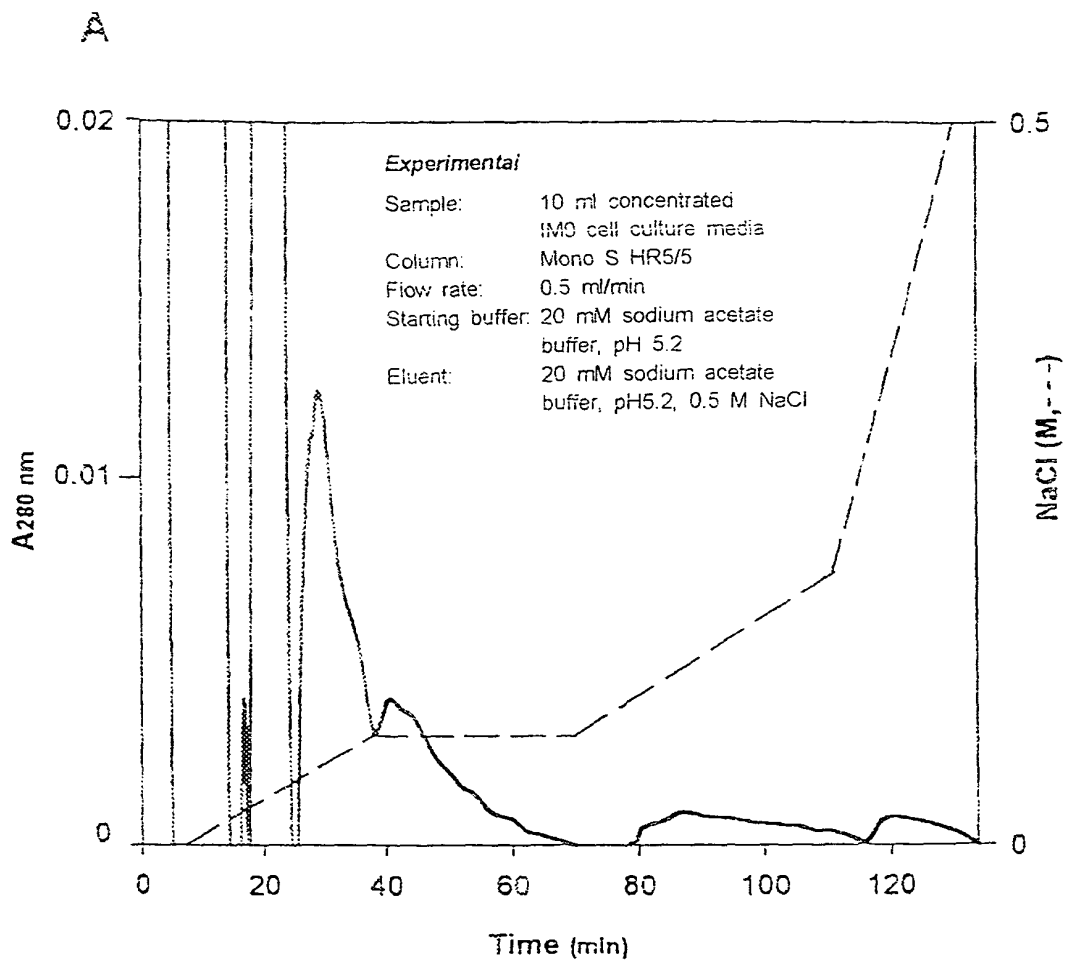 A
0.02
0.5
Experimental
Sample: 10 ml concentrated
IM9 cell culture media
Column: Mono S HR5/5
Flow rate: 0.5 ml/min
Starting buffer: 20 mM sodium acetate
buffer, pH 5.2
Eluent: 20 mM sodium acetate
buffer, pH5.2, 0.5 M NaCl
0.01
A280 nm
NaCl (M,---)
0
0
0 20 40 60 80 100 120
Time (min)